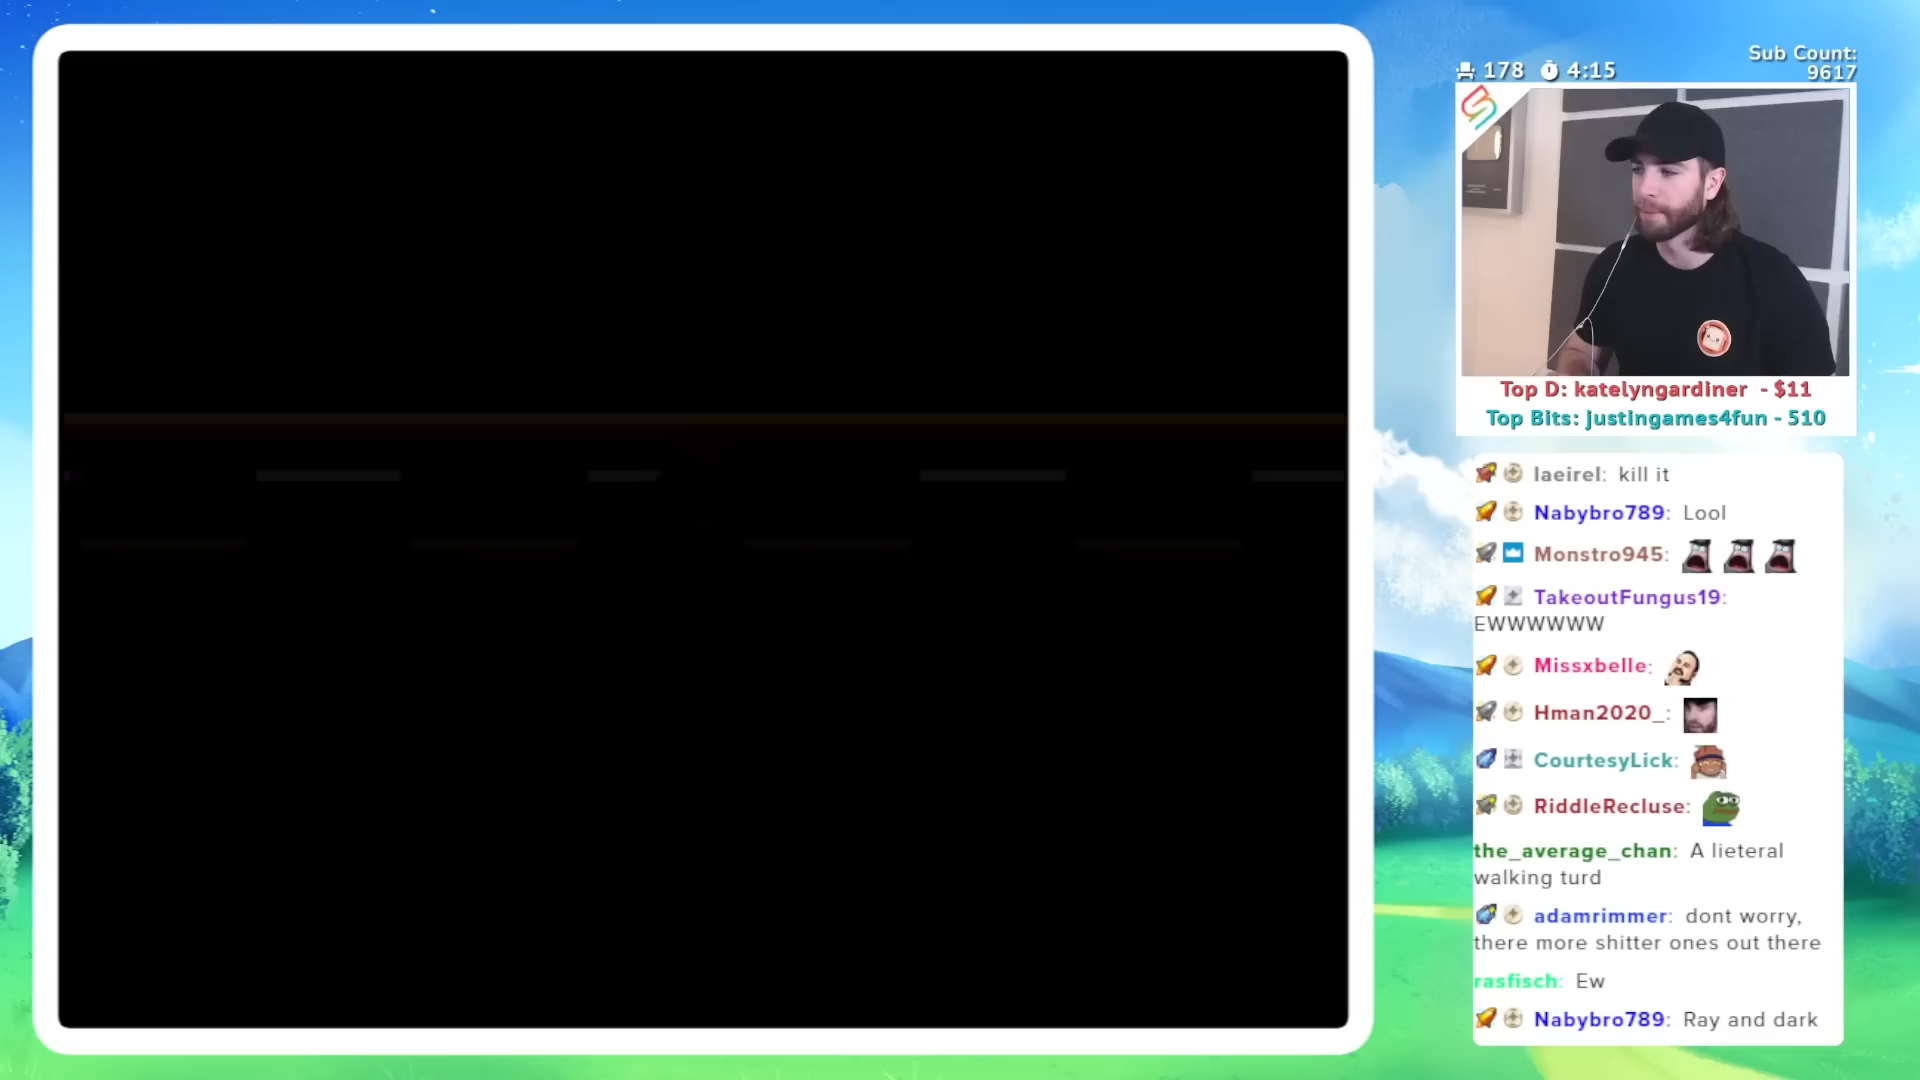 Sub Count:
178 4:15 9617
Top D: katelyngardiner - $11
Top Bits: justingames4fun - 510
laeirel: kill it
Nabybro789: Lool
Monstro945:
TakeoutFungus19:
EWWWWWW
Missxbelle:
Hman2020_:
CourtesyLick:
RiddleRecluse:
the_average_chan: A lieteral
walking turd
adamrimmer: dont worry,
there more shitter ones out there
rasfisch: Ew
Nabybro789: Ray and dark